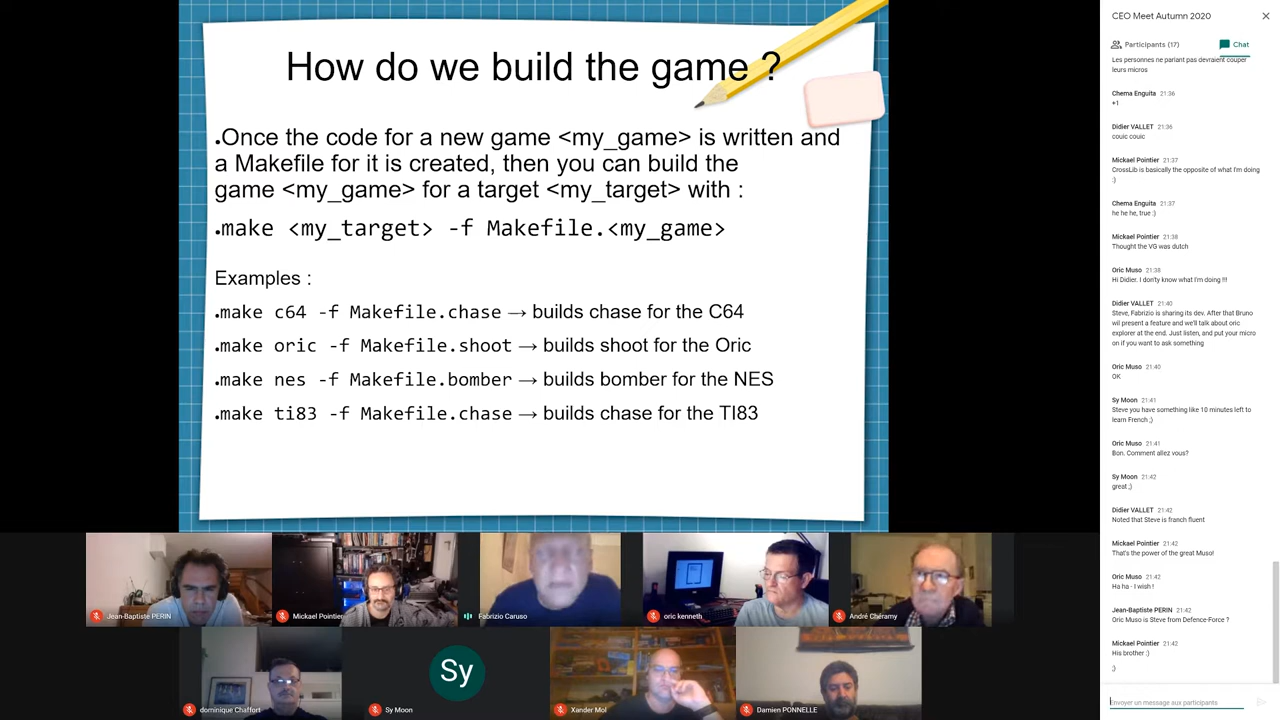 How do we build the game ?
.Once the code for a new game <my_game> is written and
a Makefile for it is created, then you can build the
game <my_game> for a target <my_target> with :
.make <my_target> -f Makefile.<my_game>
Examples :
.make c64 -f Makefile.chase → builds chase for the C64
.make oric -f Makefile.shoot → builds shoot for the Oric
.make nes -f Makefile.bomber → builds bomber for the NES
.make ti83 -f Makefile.chase → builds chase for the TI83
Jean-Baptiste PERIN
Mickael Pointier
Fabrizio Caruso
oric kenneth
André Chéramy
dominique Chaffort
Sy
Sy Moon
Xander Mol
Damien PONNELLE
CEO Meet Autumn 2020
Participants (17)
Chat
Les personnes ne parlant pas devraient couper
leurs micros
Chema Enguita 21:36
+1
Didier VALLET 21:36
couic couic
Mickael Pointier 21:37
CrossLib is basically the opposite of what I'm doing
:)
Chema Enguita 21:37
he he he, true :)
Mickael Pointier 21:38
Thought the VG was dutch
Oric Muso 21:38
Hi Didier. I don'ty know what I'm doing !!!
Didier VALLET 21:40
Steve, Fabrizio is sharing its dev. After that Bruno
wil present a feature and we'll talk about oric
explorer at the end. Just listen, and put your micro
on if you want to ask something
Oric Muso 21:40
OK
Sy Moon 21:41
Steve you have something like 10 minutes left to
learn French ;)
Oric Muso 21:41
Bon. Comment allez vous?
Sy Moon 21:42
great ;)
Didier VALLET 21:42
Noted that Steve is franch fluent
Mickael Pointier 21:42
That's the power of the great Muso!
Oric Muso 21:42
Ha ha - I wish !
Jean-Baptiste PERIN 21:42
Oric Muso is Steve from Defence-Force ?
Mickael Pointier 21:42
His brother :)
;)
Envoyer un message aux participants